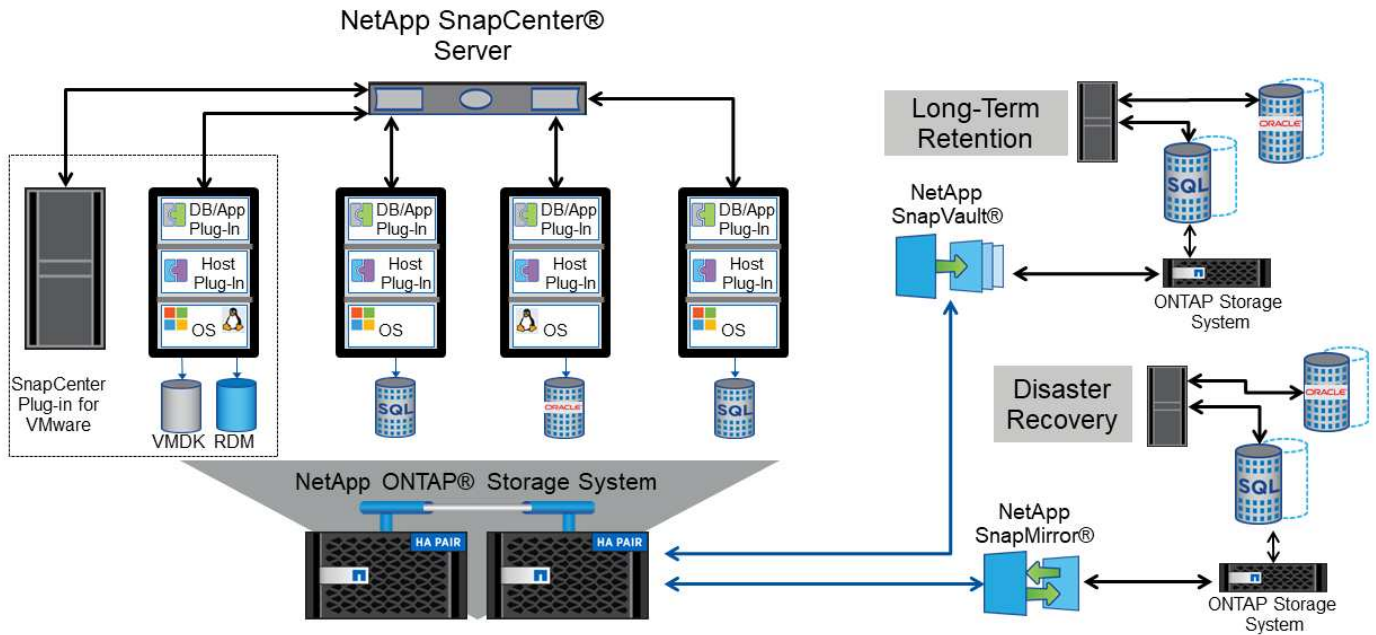 NetApp SnapCenter®
Server
DB/App
Plug-In
Host
Plug-In
OS
DB/App
Plug-In
Host
Plug-In
OS
DB/App
Plug-In
Host
Plug-In
OS
DB/App
Plug-In
Host
Plug-In
OS
SnapCenter
Plug-in for
VMware
VMDK
RDM
SQL
ORACLE
SQL
NetApp ONTAP® Storage System
HA PAIR
HA PAIR
Long-Term
Retention
ORACLE
SQL
NetApp
SnapVault®
ONTAP Storage
System
Disaster
Recovery
ORACLE
SQL
NetApp
SnapMirror®
ONTAP Storage
System